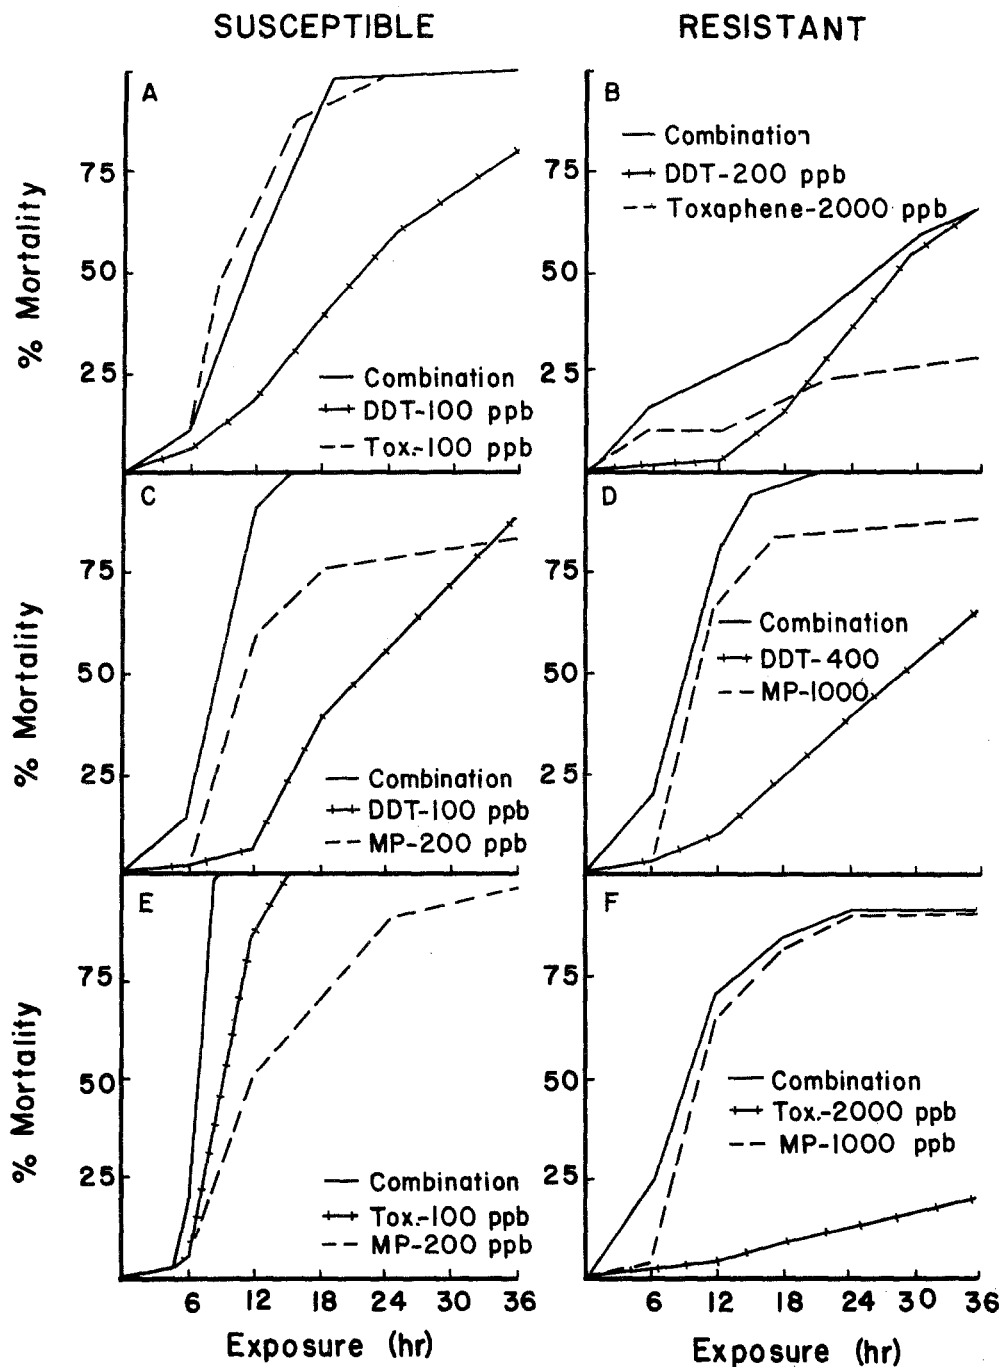 SUSCEPTIBLE
RESISTANT
A
% Mortality
75
50
25
Combination
DDT-100 ppb
Tox.-100 ppb
B
75
50
25
Combination
DDT-200 ppb
Toxaphene-2000 ppb
C
% Mortality
75
50
25
Combination
DDT-100 ppb
MP-200 ppb
D
75
50
25
Combination
DDT-400
MP-1000
E
% Mortality
75
50
25
Combination
Tox.-100 ppb
MP-200 ppb
6 12 18 24 30 36
Exposure (hr)
F
75
50
25
Combination
Tox.-2000 ppb
MP-1000 ppb
6 12 18 24 30 36
Exposure (hr)